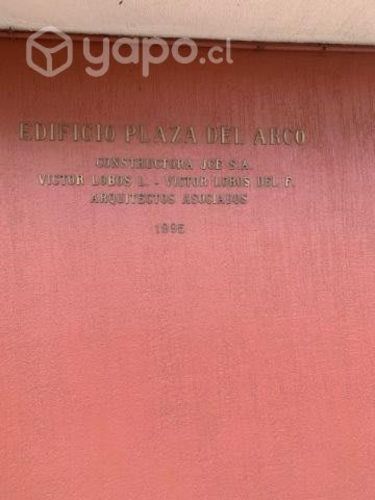 yapo.cl
EDIFICIO PLAZA DEL ARCO
CONSTRUCTORA JCE S.A.
VICTOR LOBOS L. - VICTOR LOBOS DEL F.
ARQUITECTOS ASOCIADOS
1995